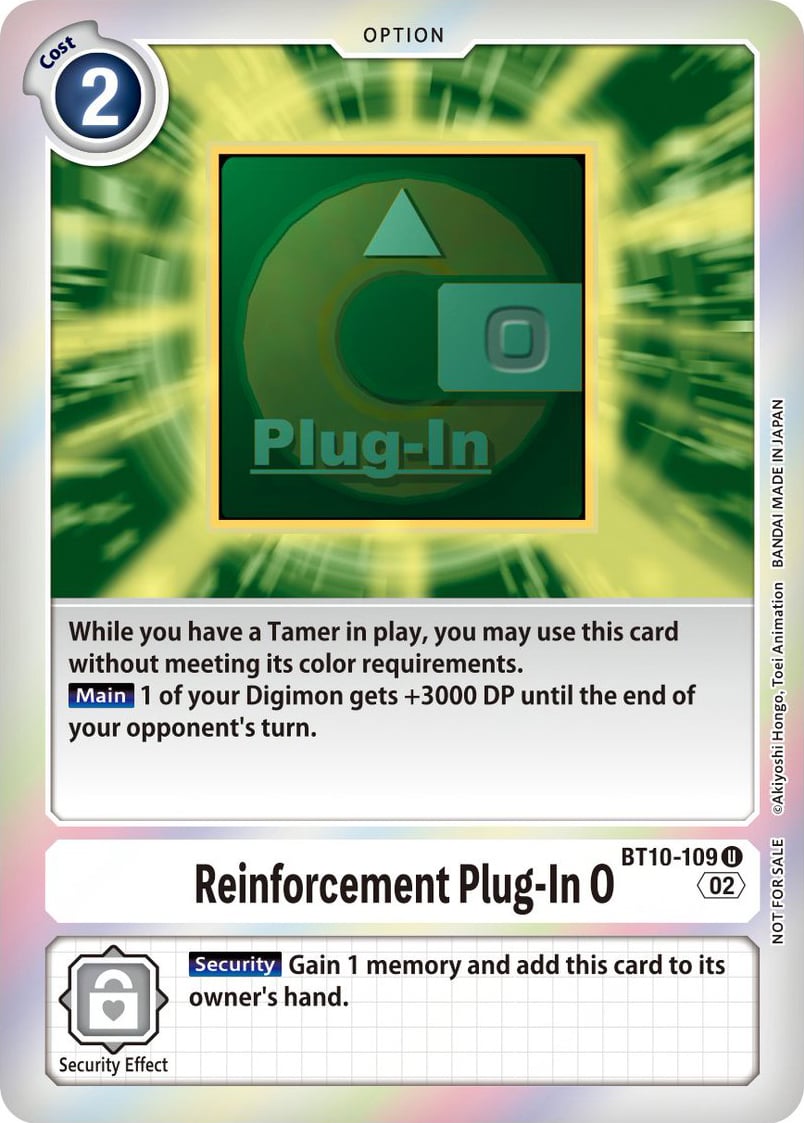 OPTION
Cost
2
O
Plug-In
While you have a Tamer in play, you may use this card
without meeting its color requirements.
Main 1 of your Digimon gets +3000 DP until the end of
your opponent's turn.
BT10-109 U
Reinforcement Plug-In O
02
Security Gain 1 memory and add this card to its
owner's hand.
Security Effect
©Akiyoshi Hongo, Toei Animation BANDAI MADE IN JAPAN
NOT FOR SALE